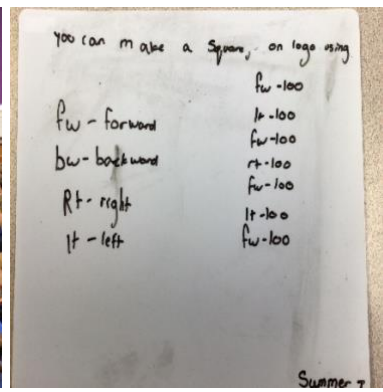 you can make a square, on logo using
fw - 100
lt - 100
fw - 100
rt - 100
fw - 100
lt - 100
fw - 100
fw - forward
bw - backward
Rt - right
lt - left
Summer